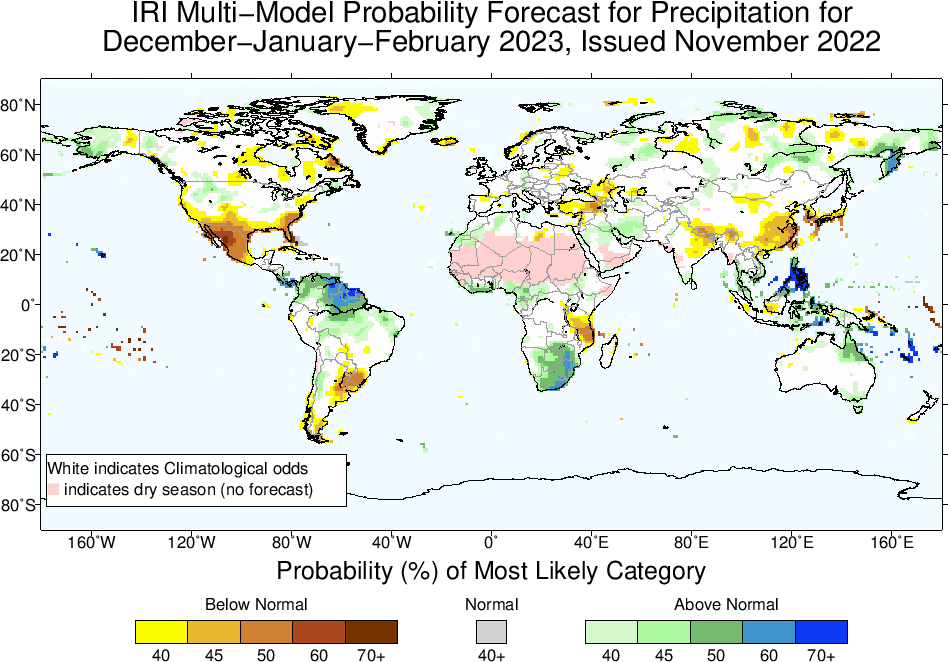 IRI Multi−Model Probability Forecast for Precipitation for
December−January−February 2023, Issued November 2022
80˚N
60˚N
40˚N
20˚N
0˚
20˚S
40˚S
60˚S
80˚S
White indicates Climatological odds
indicates dry season (no forecast)
160˚W 120˚W 80˚W 40˚W 0˚ 40˚E 80˚E 120˚E 160˚E
Probability (%) of Most Likely Category
Below Normal Normal Above Normal
40 45 50 60 70+ 40+ 40 45 50 60 70+